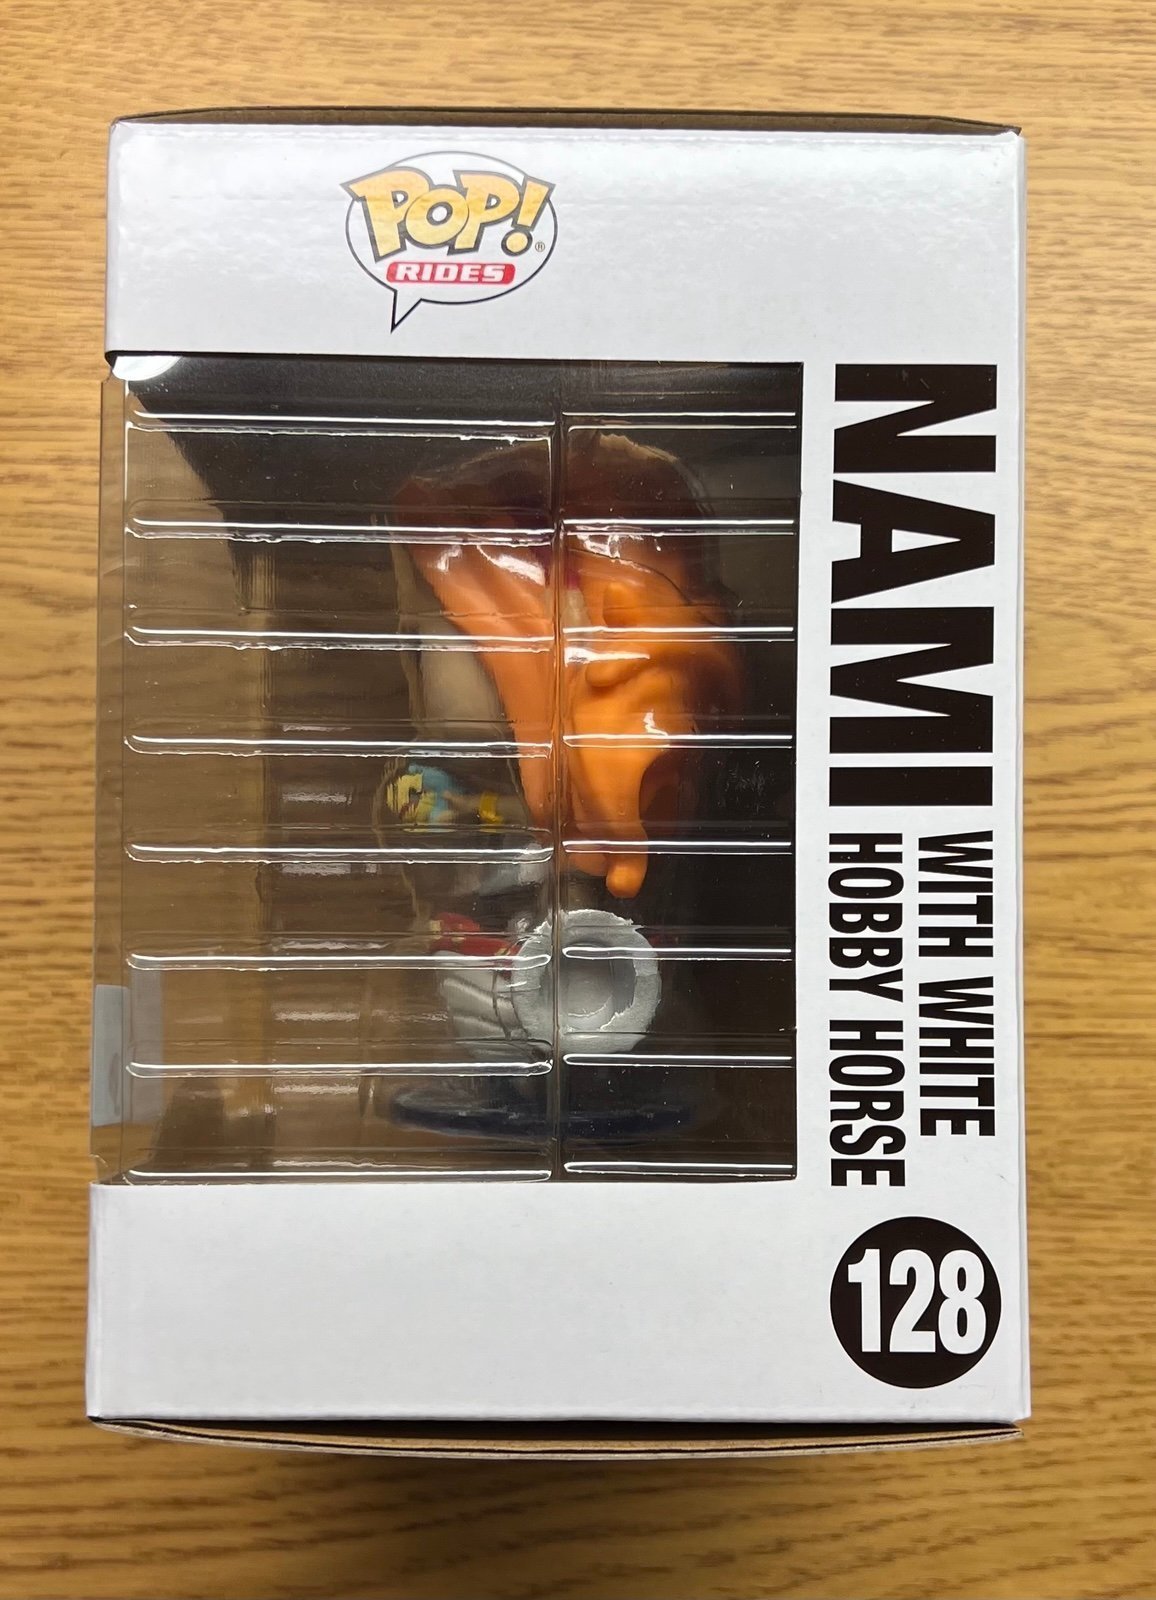 POP!®
RIDES
NAMI
WITH WHITE
HOBBY HORSE
128